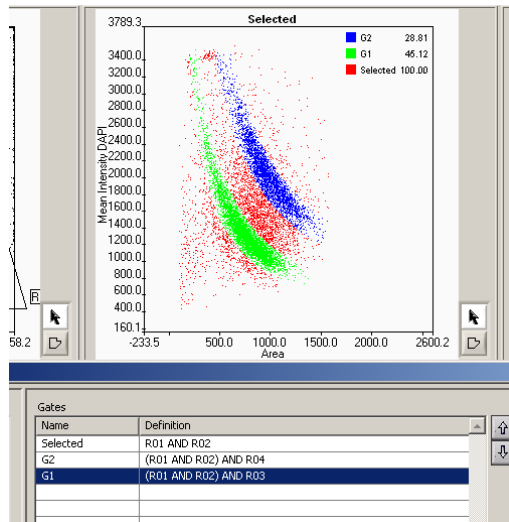 Selected
3789.3
3400.0
3200.0
3000.0
2800.0
2600.0
2400.0
2200.0
2000.0
1800.0
1600.0
1400.0
1200.0
1000.0
800.0
600.0
400.0
160.1
Mean Intensity DAPI
G2 28.81
G1 45.12
Selected 100.00
R
58.2
-233.5 500.0 1000.0 1500.0 2000.0 2600.2
Area
Gates
Name Definition
Selected R01 AND R02
G2 (R01 AND R02) AND R04
G1 (R01 AND R02) AND R03